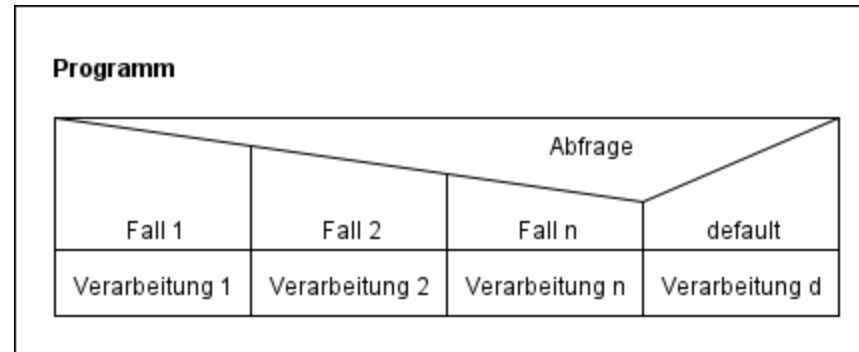 Programm
Abfrage
Fall 1 Fall 2 Fall n default
Verarbeitung 1 Verarbeitung 2 Verarbeitung n Verarbeitung d